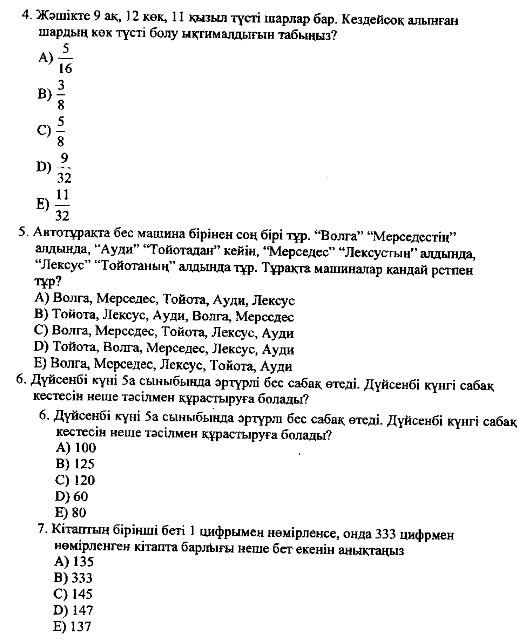 4. Жәшікте 9 ақ, 12 көк, 11 қызыл түсті шарлар бар. Кездейсоқ алынған
шардың көк түсті болу ықтималдығын табыңыз?
A) 5/16
B) 3/8
C) 5/8
D) 9/32
E) 11/32
5. Автотұрақта бес машина бірінен соң бірі тұр. “Волга” “Мерседестің”
алдында, “Ауди” “Тойотадан” кейін, “Мерседес” “Лексустың” алдында,
“Лексус” “Тойотаның” алдында тұр. Тұрақта машиналар қандай ретпен
тұр?
A) Волга, Мерседес, Тойота, Ауди, Лексус
B) Тойота, Лексус, Ауди, Волга, Мерседес
C) Волга, Мерседес, Тойота, Лексус, Ауди
D) Тойота, Волга, Мерседес, Лексус, Ауди
E) Волга, Мерседес, Лексус, Тойота, Ауди
6. Дүйсенбі күні 5а сыныбында әртүрлі бес сабақ өтеді. Дүйсенбі күнгі сабақ
кестесін неше тәсілмен құрастыруға болады?
6. Дүйсенбі күні 5а сыныбында әртүрлі бес сабақ өтеді. Дүйсенбі күнгі сабақ
кестесін неше тәсілмен құрастыруға болады?
A) 100
B) 125
C) 120
D) 60
E) 80
7. Кітаптың бірінші беті 1 цифрымен нөмірленсе, онда 333 цифрмен
нөмірленген кітапта барлығы неше бет екенін анықтаңыз
A) 135
B) 333
C) 145
D) 147
E) 137